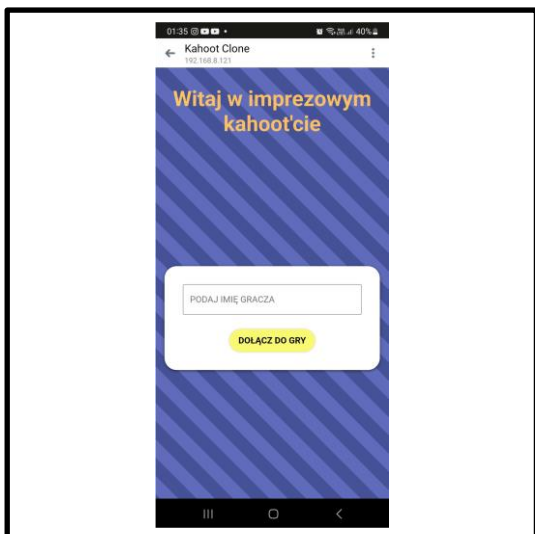 01:35
40%
Kahoot Clone
192.168.8.121
Witaj w imprezowym
kahoot'cie
PODAJ IMIĘ GRACZA
DOŁĄCZ DO GRY